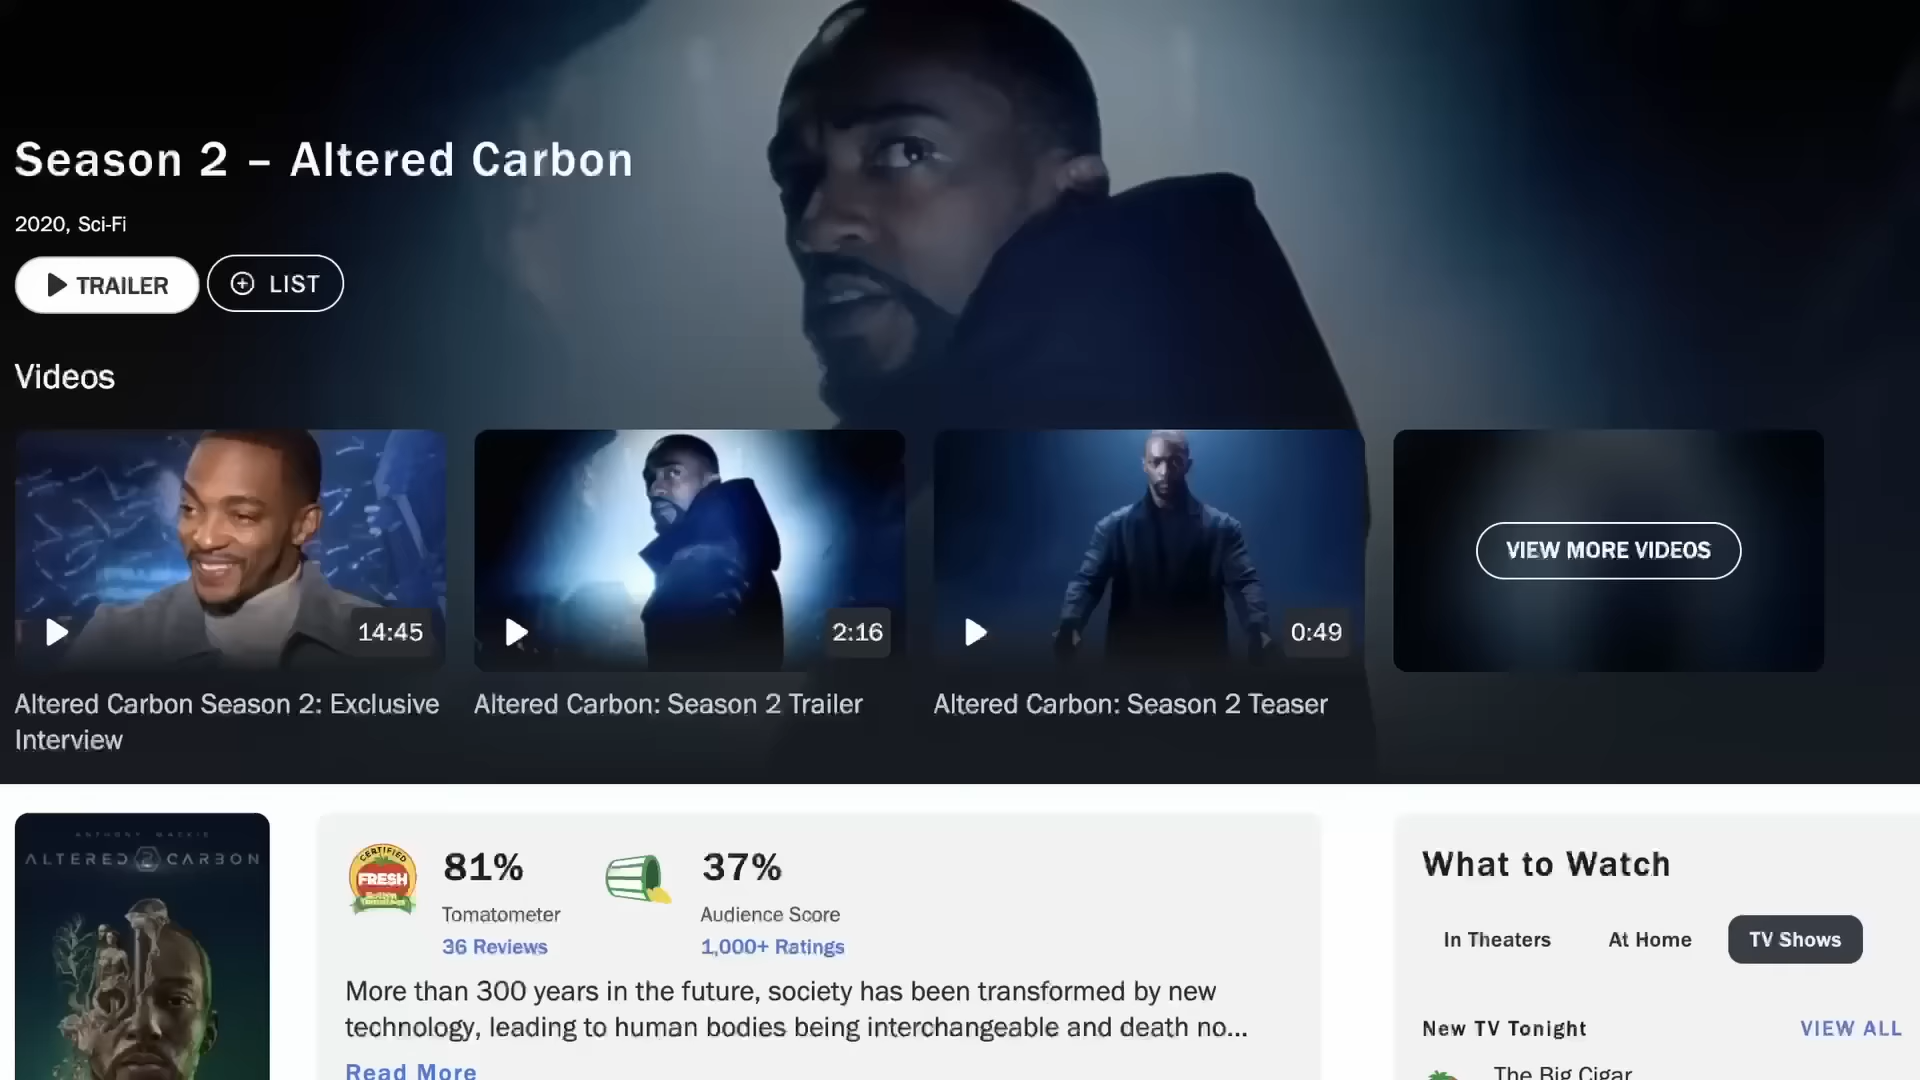 Season 2 – Altered Carbon
2020, Sci-Fi
TRAILER
LIST
Videos
14:45
2:16
0:49
VIEW MORE VIDEOS
Altered Carbon Season 2: Exclusive
Interview
Altered Carbon: Season 2 Trailer
Altered Carbon: Season 2 Teaser
ANTHONY MACKIE
ALTERED 2 CARBON
CERTIFIED
FRESH
81%
Tomatometer
36 Reviews
37%
Audience Score
1,000+ Ratings
More than 300 years in the future, society has been transformed by new
technology, leading to human bodies being interchangeable and death no...
Read More
What to Watch
In Theaters
At Home
TV Shows
New TV Tonight
VIEW ALL
The Big Cigar